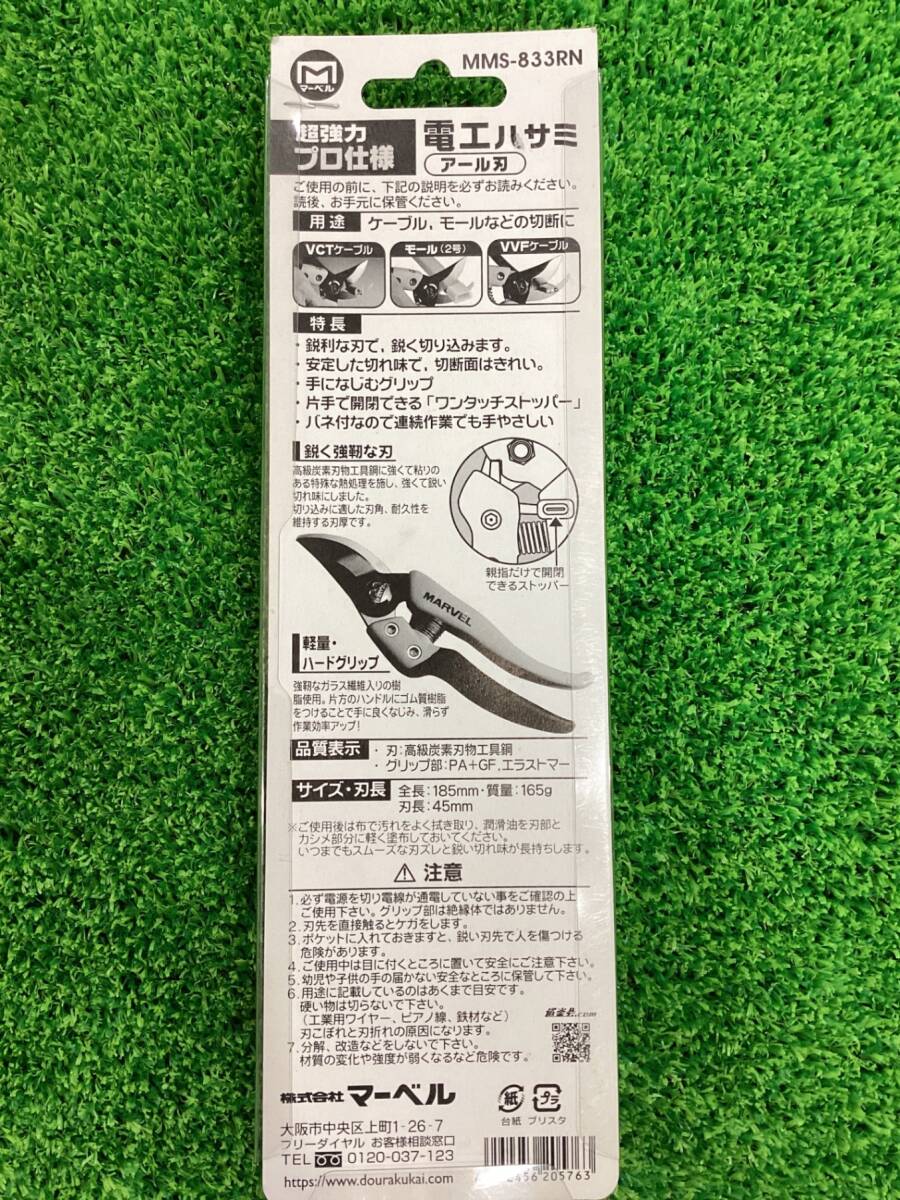 MMS-833RN
M
マーベル
超強力
プロ仕様
電工ハサミ
アール刃
ご使用の前に、下記の説明を必ずお読みください。
読後、お手元に保管ください。
用途 ケーブル，モールなどの切断に
VCTケーブル モール(2号) VVFケーブル
特長
・鋭利な刃で，鋭く切り込みます。
・安定した切れ味で，切断面はきれい。
・手になじむグリップ
・片手で開閉できる「ワンタッチストッパー」
・バネ付なので連続作業でも手やさしい
鋭く強靭な刃
高級炭素刃物工具鋼に強くて粘りの
ある特殊な熱処理を施し、強くて鋭い
切れ味にしました。
切り込みに適した刃角、耐久性を
維持する刃厚です。
親指だけで開閉
できるストッパー
MARVEL
軽量・
ハードグリップ
強靭なガラス繊維入りの樹
脂使用。片方のハンドルにゴム質樹脂
をつけることで手に良くなじみ、滑らず
作業効率アップ!
品質表示 ・刃:高級炭素刃物工具鋼
・グリップ部:PA+GF,エラストマー
サイズ・刃長 全長:185mm・質量:165g
刃長:45mm
※ご使用後は布で汚れをよく拭き取り、潤滑油を刃部と
カシメ部分に軽く塗布しておいてください。
いつまでもスムーズな刃ズレと鋭い切れ味が長持ちします。
⚠ 注意
1.必ず電源を切り電線が通電していない事をご確認の上
ご使用下さい。グリップ部は絶縁体ではありません。
2.刃先を直接触るとケガをします。
3.ポケットに入れておきますと、鋭い刃先で人を傷つける
危険があります。
4.ご使用中は目に付くところに置いて安全にご注意下さい。
5.幼児や子供の手の届かない安全なところに保管して下さい。
6.用途に記載しているのはあくまで目安です。
硬い物は切らないで下さい。
(工業用ワイヤー、ピアノ線、鉄材など)
刃こぼれと刃折れの原因になります。
7.分解、改造などをしないで下さい。
材質の変化や強度が弱くなるなど危険です。
株式会社 マーベル
大阪市中央区上町1-26-7
フリーダイヤル お客様相談窓口
TEL 0120-037-123
https://www.dourakukai.com/
紙 プラ
台紙 ブリスタ
205763